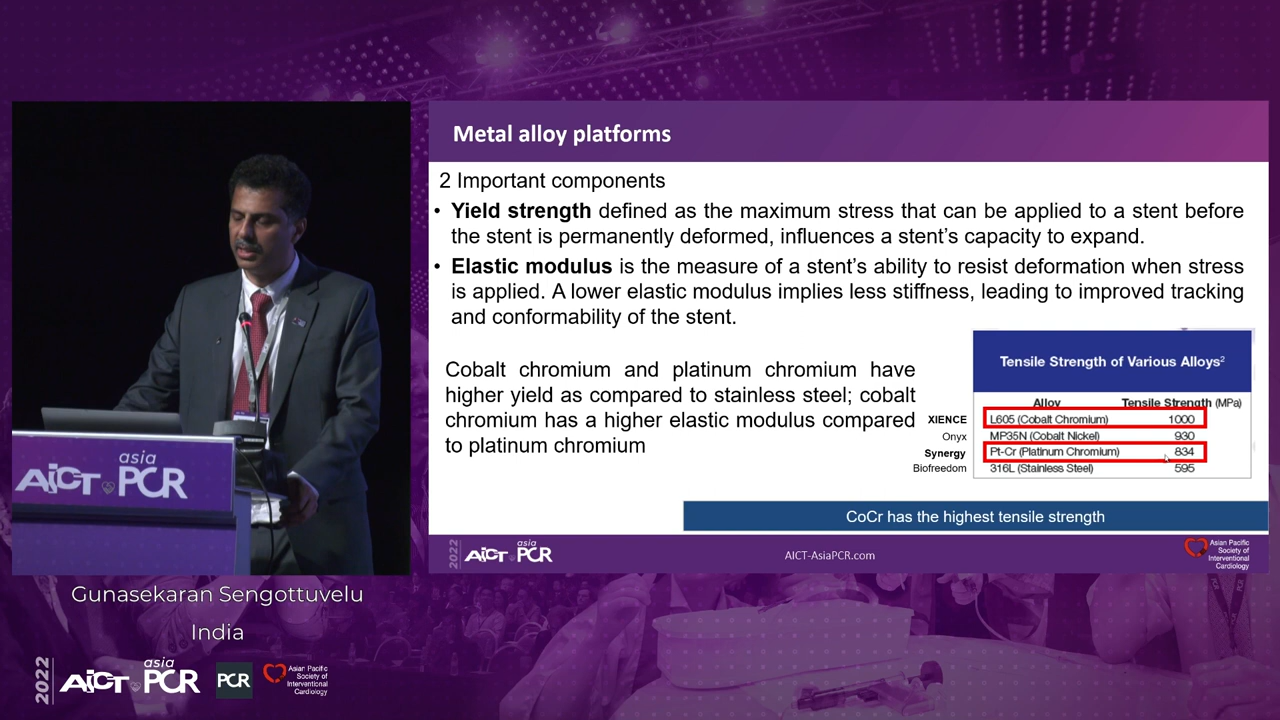 Metal alloy platforms
2 Important components
• Yield strength defined as the maximum stress that can be applied to a stent before
the stent is permanently deformed, influences a stent's capacity to expand.
• Elastic modulus is the measure of a stent's ability to resist deformation when stress
is applied. A lower elastic modulus implies less stiffness, leading to improved tracking
and conformability of the stent.
Cobalt chromium and platinum chromium have
higher yield as compared to stainless steel; cobalt
chromium has a higher elastic modulus compared
to platinum chromium
Tensile Strength of Various Alloys2
Alloy Tensile Strength (MPa)
XIENCE L605 (Cobalt Chromium) 1000
Onyx MP35N (Cobalt Nickel) 930
Synergy Pt-Cr (Platinum Chromium) 834
Biofreedom 316L (Stainless Steel) 595
CoCr has the highest tensile strength
2022 AICT asia PCR
AICT-AsiaPCR.com
Asian Pacific
Society of
Interventional
Cardiology
asia
AICT PCR
Gunasekaran Sengottuvelu
India
2022 AICT asia PCR
PCR
Asian Pacific
Society of
Interventional
Cardiology